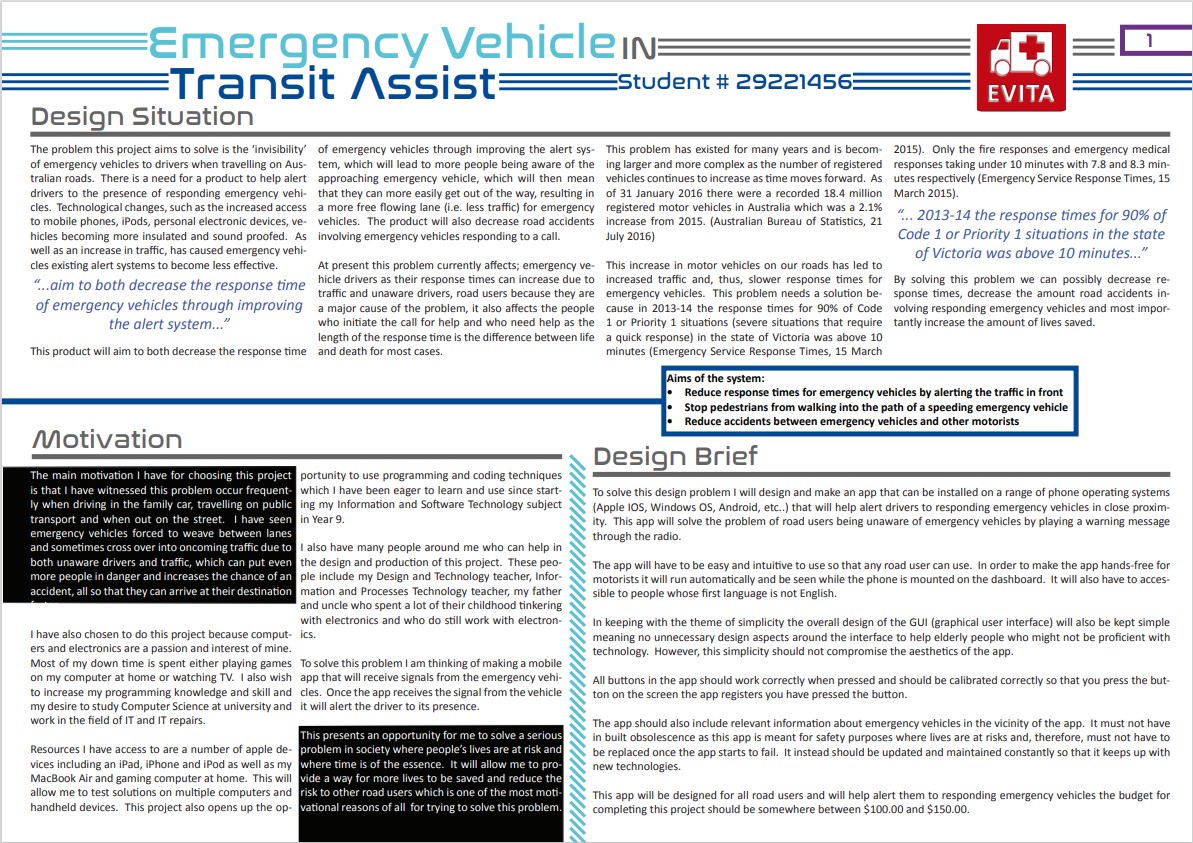 Emergency Vehicle IN
1
Transit Assist
Student # 29221456
EVITA
Design Situation
The problem this project aims to solve is the ‘invisibility’
of emergency vehicles to drivers when travelling on Aus-
tralian roads.  There is a need for a product to help alert
drivers to the presence of responding emergency vehi-
cles.  Technological changes, such as the increased access
to mobile phones, iPods, personal electronic devices, ve-
hicles becoming more insulated and sound proofed.  As
well as an increase in traffic, has caused emergency vehi-
cles existing alert systems to become less effective.
“...aim to both decrease the response time
of emergency vehicles through improving
the alert system...”
This product will aim to both decrease the response time
of emergency vehicles through improving the alert sys-
tem, which will lead to more people being aware of the
approaching emergency vehicle, which will then mean
that they can more easily get out of the way, resulting in
a more free flowing lane (i.e. less traffic) for emergency
vehicles.  The product will also decrease road accidents
involving emergency vehicles responding to a call.
At present this problem currently affects; emergency ve-
hicle drivers as their response times can increase due to
traffic and unaware drivers, road users because they are
a major cause of the problem, it also affects the people
who initiate the call for help and who need help as the
length of the response time is the difference between life
and death for most cases.
This problem has existed for many years and is becom-
ing larger and more complex as the number of registered
vehicles continues to increase as time moves forward.  As
of 31 January 2016 there were a recorded 18.4 million
registered motor vehicles in Australia which was a 2.1%
increase from 2015. (Australian Bureau of Statistics, 21
July 2016)
This increase in motor vehicles on our roads has led to
increased traffic and, thus, slower response times for
emergency vehicles.  This problem needs a solution be-
cause in 2013-14 the response times for 90% of Code
1 or Priority 1 situations (severe situations that require
a quick response) in the state of Victoria was above 10
minutes (Emergency Service Response Times, 15 March
2015).  Only the fire responses and emergency medical
responses taking under 10 minutes with 7.8 and 8.3 min-
utes respectively (Emergency Service Response Times, 15
March 2015).
“... 2013-14 the response times for 90% of
Code 1 or Priority 1 situations in the state
of Victoria was above 10 minutes...”
By solving this problem we can possibly decrease re-
sponse times, decrease the amount road accidents in-
volving responding emergency vehicles and most impor-
tantly increase the amount of lives saved.
Aims of the system:
• Reduce response times for emergency vehicles by alerting the traffic in front
• Stop pedestrians from walking into the path of a speeding emergency vehicle
• Reduce accidents between emergency vehicles and other motorists
Motivation
The main motivation I have for choosing this project
is that I have witnessed this problem occur frequent-
ly when driving in the family car, travelling on public
transport and when out on the street.  I have seen
emergency vehicles forced to weave between lanes
and sometimes cross over into oncoming traffic due to
both unaware drivers and traffic, which can put even
more people in danger and increases the chance of an
accident, all so that they can arrive at their destination
I have also chosen to do this project because comput-
ers and electronics are a passion and interest of mine.
Most of my down time is spent either playing games
on my computer at home or watching TV.  I also wish
to increase my programming knowledge and skill and
my desire to study Computer Science at university and
work in the field of IT and IT repairs.
Resources I have access to are a number of apple de-
vices including an iPad, iPhone and iPod as well as my
MacBook Air and gaming computer at home.  This will
allow me to test solutions on multiple computers and
handheld devices.  This project also opens up the op-
portunity to use programming and coding techniques
which I have been eager to learn and use since start-
ing my Information and Software Technology subject
in Year 9.
I also have many people around me who can help in
the design and production of this project.  These peo-
ple include my Design and Technology teacher, Infor-
mation and Processes Technology teacher, my father
and uncle who spent a lot of their childhood tinkering
with electronics and who do still work with electron-
ics.
To solve this problem I am thinking of making a mobile
app that will receive signals from the emergency vehi-
cles.  Once the app receives the signal from the vehicle
it will alert the driver to its presence.
This presents an opportunity for me to solve a serious
problem in society where people’s lives are at risk and
where time is of the essence.  It will allow me to pro-
vide a way for more lives to be saved and reduce the
risk to other road users which is one of the most moti-
vational reasons of all  for trying to solve this problem.
Design Brief
To solve this design problem I will design and make an app that can be installed on a range of phone operating systems
(Apple IOS, Windows OS, Android, etc..) that will help alert drivers to responding emergency vehicles in close proxim-
ity.  This app will solve the problem of road users being unaware of emergency vehicles by playing a warning message
through the radio.
The app will have to be easy and intuitive to use so that any road user can use.  In order to make the app hands-free for
motorists it will run automatically and be seen while the phone is mounted on the dashboard.  It will also have to acces-
sible to people whose first language is not English.
In keeping with the theme of simplicity the overall design of the GUI (graphical user interface) will also be kept simple
meaning no unnecessary design aspects around the interface to help elderly people who might not be proficient with
technology.  However, this simplicity should not compromise the aesthetics of the app.
All buttons in the app should work correctly when pressed and should be calibrated correctly so that you press the but-
ton on the screen the app registers you have pressed the button.
The app should also include relevant information about emergency vehicles in the vicinity of the app.  It must not have
in built obsolescence as this app is meant for safety purposes where lives are at risks and, therefore, must not have to
be replaced once the app starts to fail.  It instead should be updated and maintained constantly so that it keeps up with
new technologies.
This app will be designed for all road users and will help alert them to responding emergency vehicles the budget for
completing this project should be somewhere between $100.00 and $150.00.